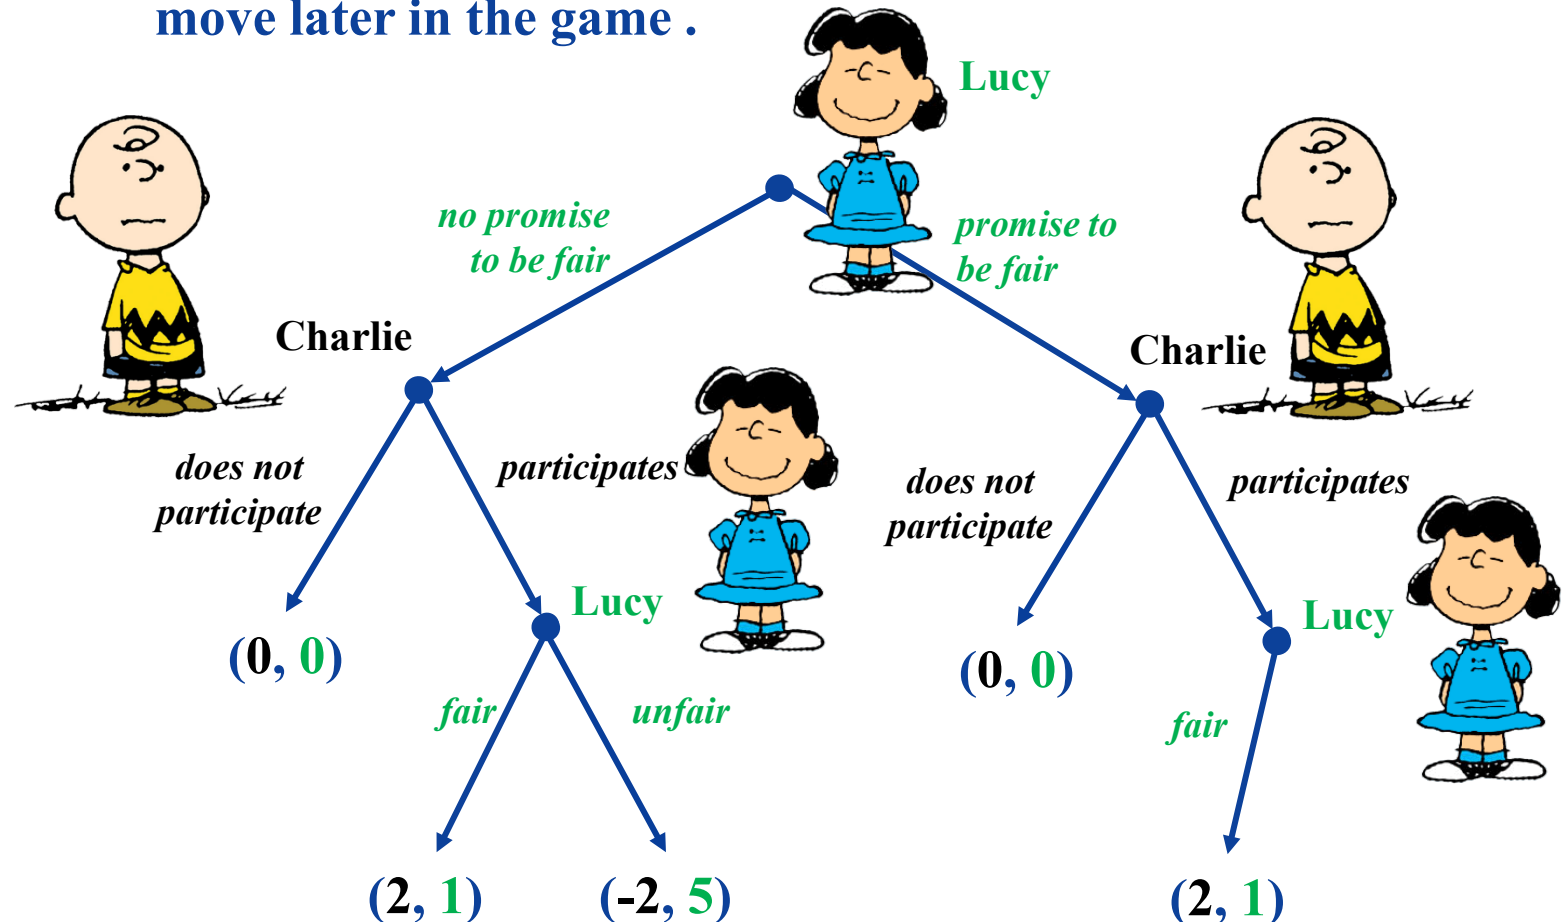 move later in the game .
Lucy
no promise
to be fair
promise to
be fair
Charlie
Charlie
does not
participate
participates
does not
participate
participates
Lucy
Lucy
(0, 0)
(0, 0)
fair
unfair
fair
(2, 1)
(-2, 5)
(2, 1)